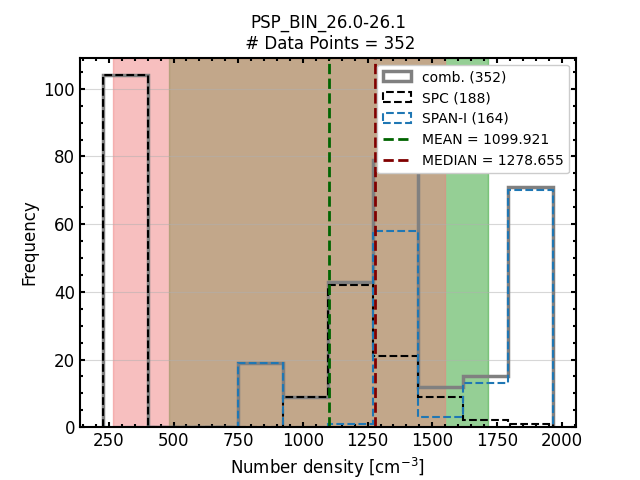 PSP_BIN_26.0-26.1
# Data Points = 352
comb. (352)
SPC (188)
SPAN-I (164)
MEAN = 1099.921
MEDIAN = 1278.655
100
80
60
40
20
0
Frequency
250 500 750 1000 1250 1500 1750 2000
Number density [cm⁻³]